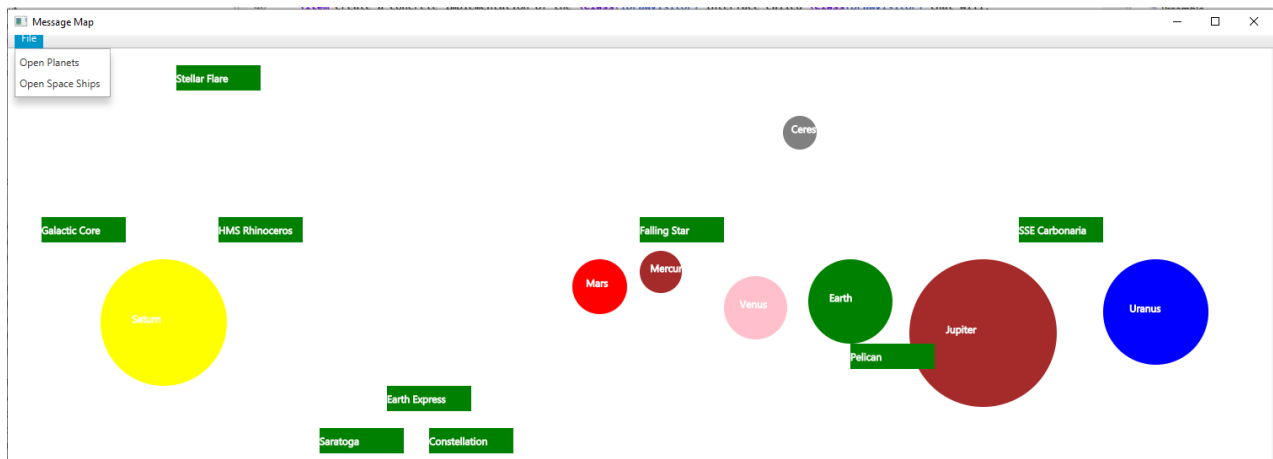 Message Map
File
Open Planets
Open Space Ships
Stellar Flare
Ceres
Galactic Core
HMS Rhinoceros
Falling Star
SSE Carbonaria
Mercur
Mars
Venus
Earth
Saturn
Uranus
Jupiter
Pelican
Earth Express
Saratoga
Constellation